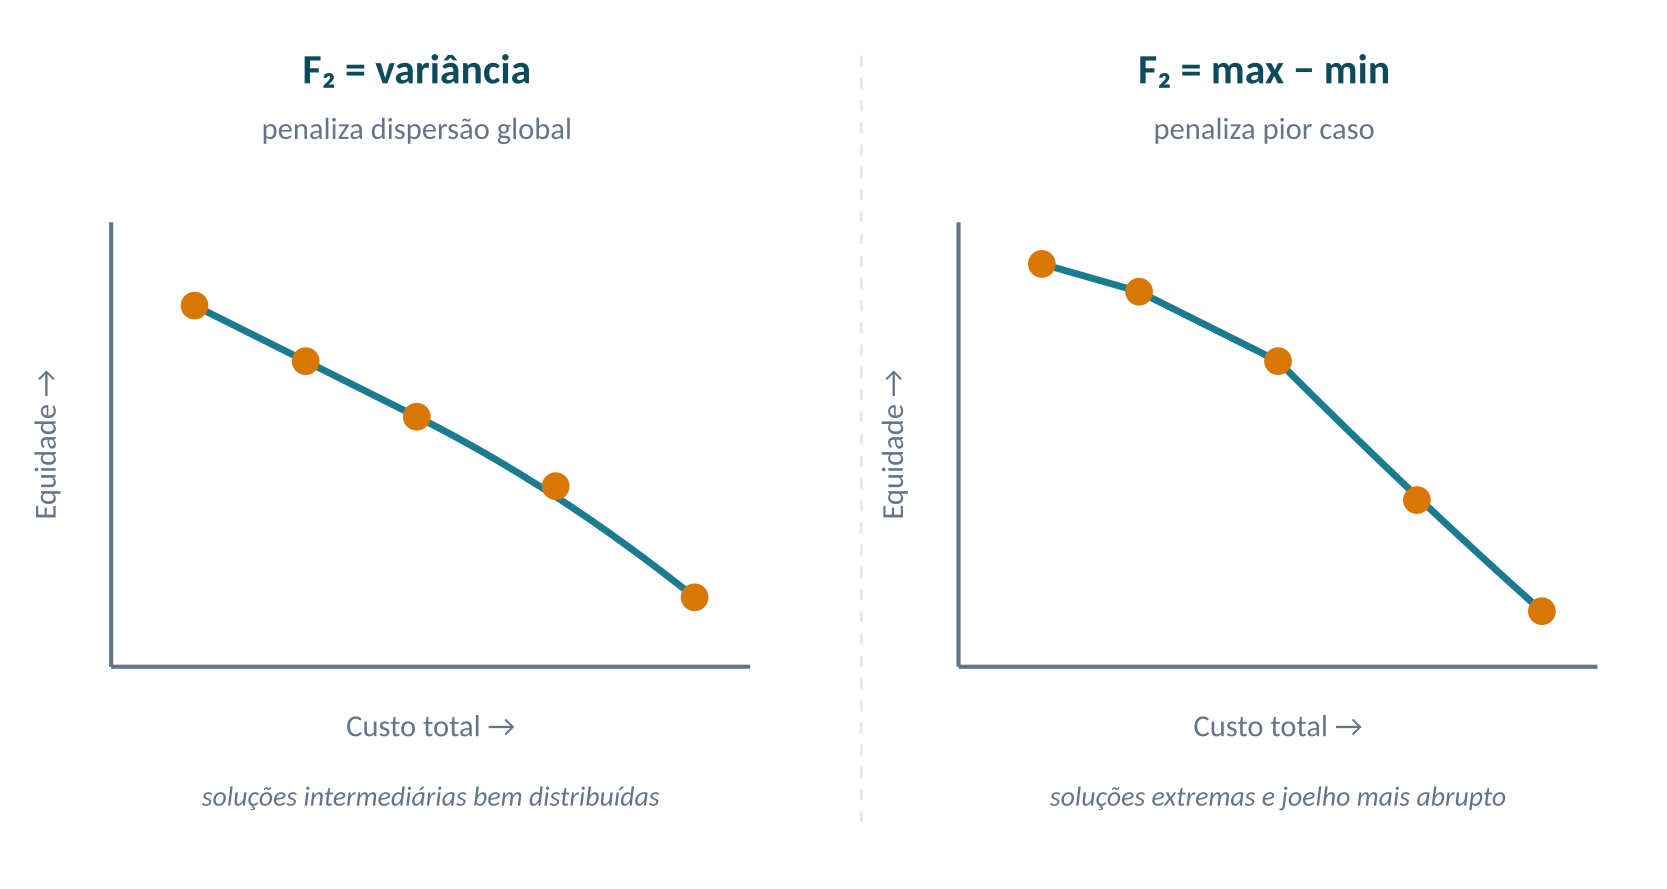 F₂ = variância
penaliza dispersão global
Equidade →
Custo total →
soluções intermediárias bem distribuídas
F₂ = max − min
penaliza pior caso
Equidade →
Custo total →
soluções extremas e joelho mais abrupto